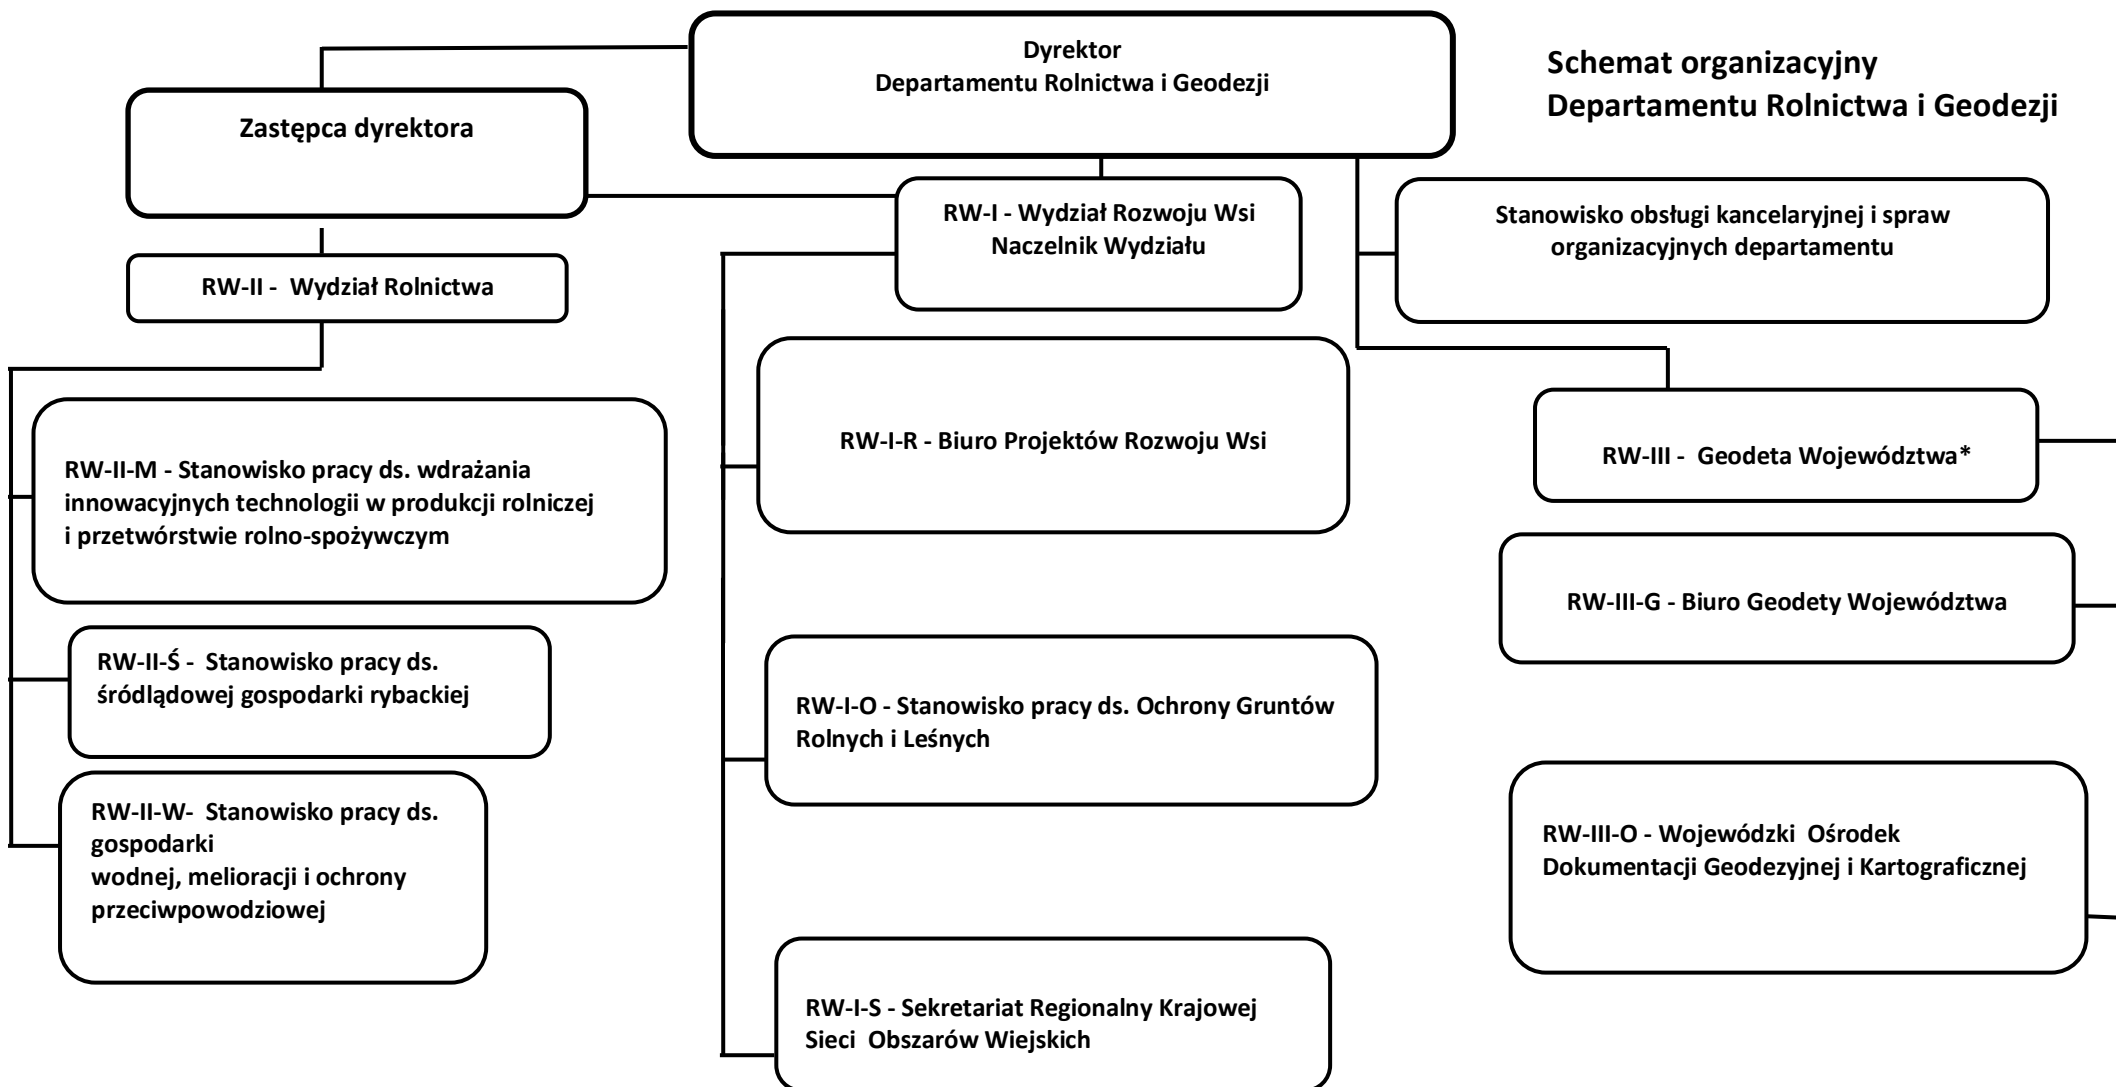 Dyrektor
Departamentu Rolnictwa i Geodezji
Schemat organizacyjny
Departamentu Rolnictwa i Geodezji
Zastępca dyrektora
RW-I - Wydział Rozwoju Wsi
Naczelnik Wydziału
Stanowisko obsługi kancelaryjnej i spraw
organizacyjnych departamentu
RW-II - Wydział Rolnictwa
RW-II-M - Stanowisko pracy ds. wdrażania
innowacyjnych technologii w produkcji rolniczej
i przetwórstwie rolno-spożywczym
RW-II-Ś - Stanowisko pracy ds.
śródlądowej gospodarki rybackiej
RW-II-W- Stanowisko pracy ds.
gospodarki
wodnej, melioracji i ochrony
przeciwpowodziowej
RW-I-R - Biuro Projektów Rozwoju Wsi
RW-I-O - Stanowisko pracy ds. Ochrony Gruntów
Rolnych i Leśnych
RW-I-S - Sekretariat Regionalny Krajowej
Sieci Obszarów Wiejskich
RW-III - Geodeta Województwa*
RW-III-G - Biuro Geodety Województwa
RW-III-O - Wojewódzki Ośrodek
Dokumentacji Geodezyjnej i Kartograficznej